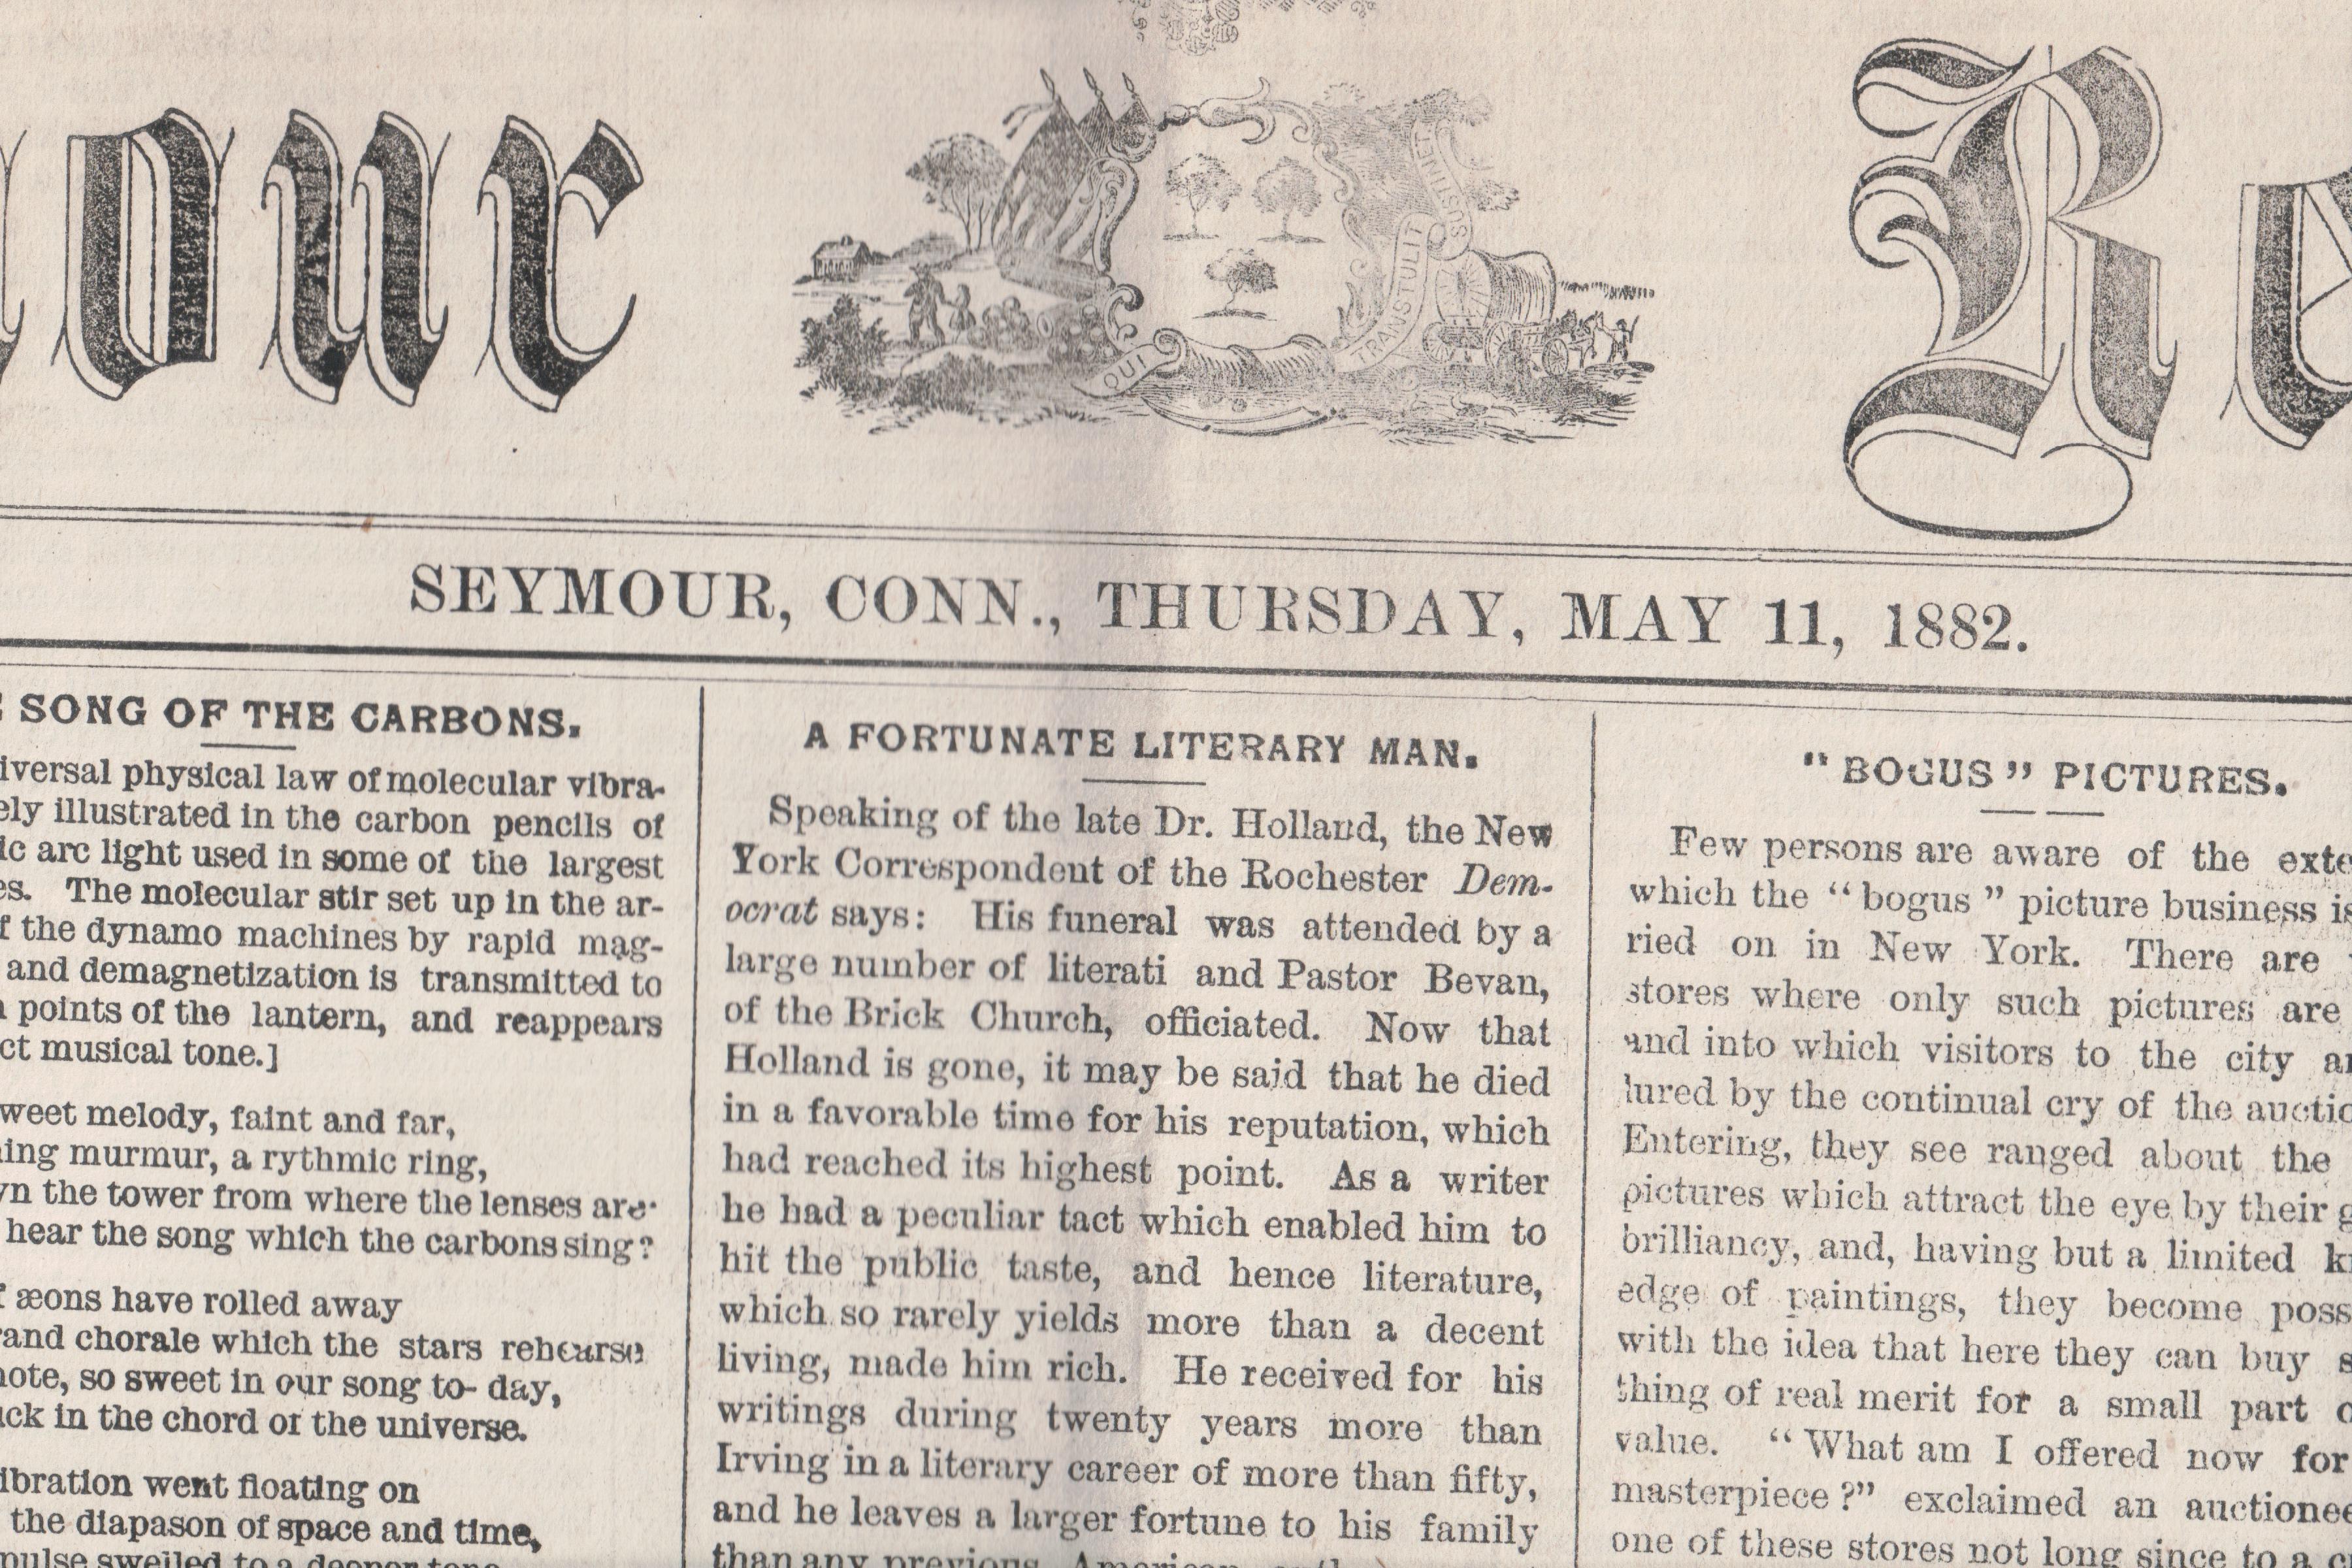 our
Re
QUI
TRANSTULIT
SUSTINET
SEYMOUR, CONN., THURSDAY, MAY 11, 1882.
SONG OF THE CARBONS.
iversal physical law of molecular vibra-
ely illustrated in the carbon pencils of
ic arc light used in some of the largest
es. The molecular stir set up in the ar-
f the dynamo machines by rapid mag-
and demagnetization is transmitted to
points of the lantern, and reappears
ct musical tone.]
weet melody, faint and far,
ing murmur, a rythmic ring,
wn the tower from where the lenses are
hear the song which the carbons sing?
f æons have rolled away
rand chorale which the stars rehearse
note, so sweet in our song to-day,
uck in the chord of the universe.
ibration went floating on
the diapason of space and time,
pulse swelled to a deeper tone
A FORTUNATE LITERARY MAN.
Speaking of the late Dr. Holland, the New
York Correspondent of the Rochester Dem-
ocrat says: His funeral was attended by a
large number of literati and Pastor Bevan,
of the Brick Church, officiated. Now that
Holland is gone, it may be said that he died
in a favorable time for his reputation, which
had reached its highest point. As a writer
he had a peculiar tact which enabled him to
hit the public taste, and hence literature,
which so rarely yields more than a decent
living, made him rich. He received for his
writings during twenty years more than
Irving in a literary career of more than fifty,
and he leaves a larger fortune to his family
than any previous American
"BOGUS" PICTURES.
Few persons are aware of the exte
which the "bogus" picture business is
ried on in New York. There are
stores where only such pictures are
and into which visitors to the city ar
lured by the continual cry of the auctio
Entering, they see ranged about the
pictures which attract the eye by their g
brilliancy, and, having but a limited k
edge of paintings, they become poss
with the idea that here they can buy s
thing of real merit for a small part o
value. "What am I offered now for
masterpiece?" exclaimed an auctionee
one of these stores not long since to a